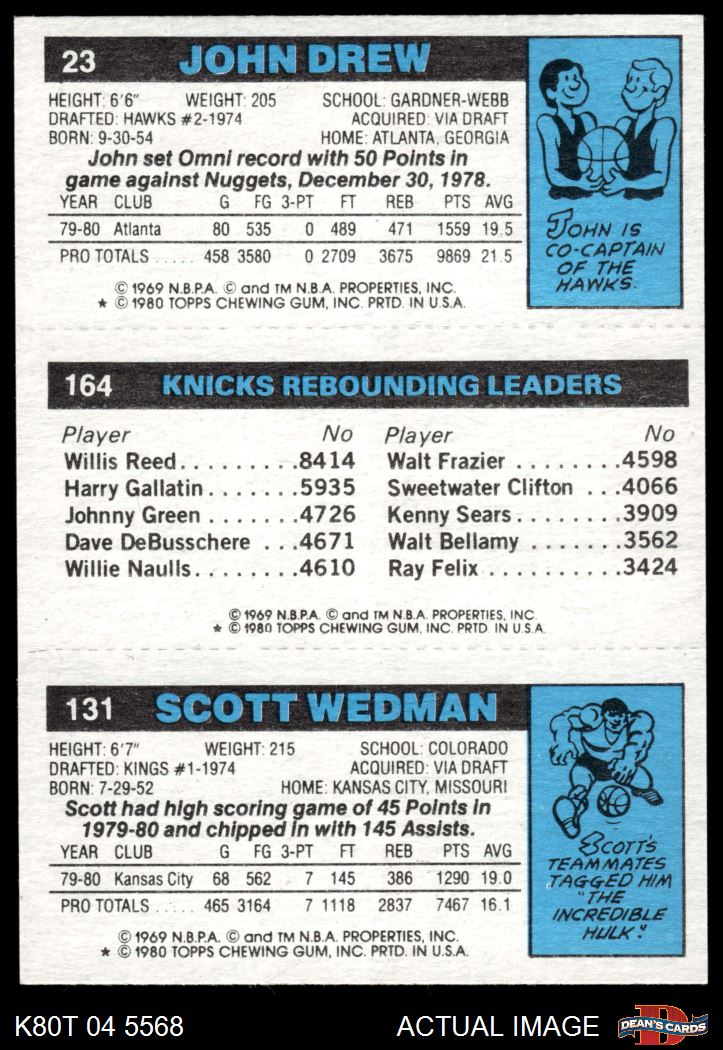 23 JOHN DREW
HEIGHT: 6'6" WEIGHT: 205 SCHOOL: GARDNER-WEBB
DRAFTED: HAWKS #2-1974 ACQUIRED: VIA DRAFT
BORN: 9-30-54 HOME: ATLANTA, GEORGIA
John set Omni record with 50 Points in
game against Nuggets, December 30, 1978.
YEAR CLUB G FG 3-PT FT REB PTS AVG
79-80 Atlanta 80 535 0 489 471 1559 19.5
PRO TOTALS ..... 458 3580 0 2709 3675 9869 21.5
© 1969 N.B.P.A. © and TM N.B.A. PROPERTIES, INC.
★ © 1980 TOPPS CHEWING GUM, INC. PRTD. IN U.S.A.
JOHN IS
CO-CAPTAIN
OF THE
HAWKS.
164 KNICKS REBOUNDING LEADERS
Player No Player No
Willis Reed. . . . . . . .8414 Walt Frazier . . . . . . .4598
Harry Gallatin . . . . . .5935 Sweetwater Clifton . . .4066
Johnny Green . . . . . .4726 Kenny Sears. . . . . . .3909
Dave DeBusschere . . .4671 Walt Bellamy . . . . . . .3562
Willie Naulls. . . . . . . .4610 Ray Felix . . . . . . . . . .3424
© 1969 N.B.P.A. © and TM N.B.A. PROPERTIES, INC.
★ © 1980 TOPPS CHEWING GUM, INC. PRTD. IN U.S.A.
131 SCOTT WEDMAN
HEIGHT: 6'7" WEIGHT: 215 SCHOOL: COLORADO
DRAFTED: KINGS #1-1974 ACQUIRED: VIA DRAFT
BORN: 7-29-52 HOME: KANSAS CITY, MISSOURI
Scott had high scoring game of 45 Points in
1979-80 and chipped in with 145 Assists.
YEAR CLUB G FG 3-PT FT REB PTS AVG
79-80 Kansas City 68 562 7 145 386 1290 19.0
PRO TOTALS ..... 465 3164 7 1118 2837 7467 16.1
© 1969 N.B.P.A. © and TM N.B.A. PROPERTIES, INC.
★ © 1980 TOPPS CHEWING GUM, INC. PRTD. IN U.S.A.
SCOTT'S
TEAMMATES
TAGGED HIM
"THE
INCREDIBLE
HULK."
K80T 04 5568 ACTUAL IMAGE D DEAN'S CARDS